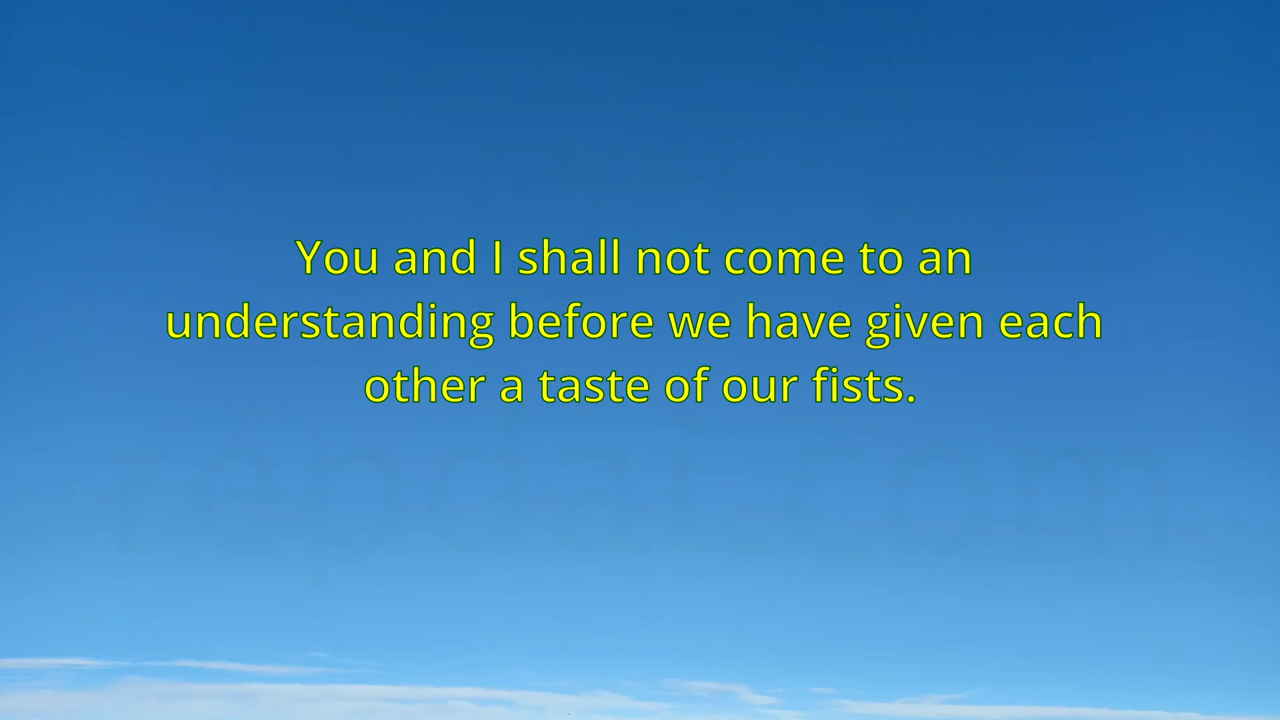 You and I shall not come to an
understanding before we have given each
other a taste of our fists.